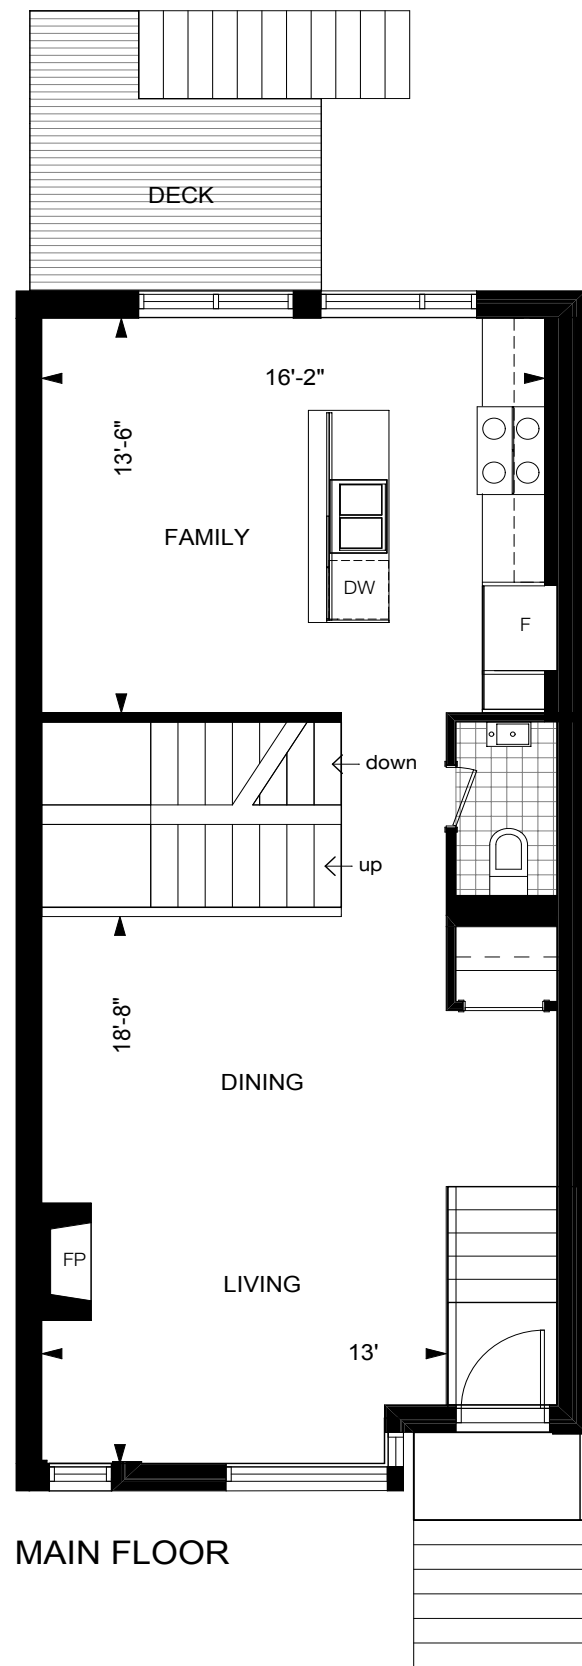 DECK
16'-2"
13'-6"
FAMILY
DW
F
down
up
18'-8"
DINING
FP
LIVING
13'
MAIN FLOOR